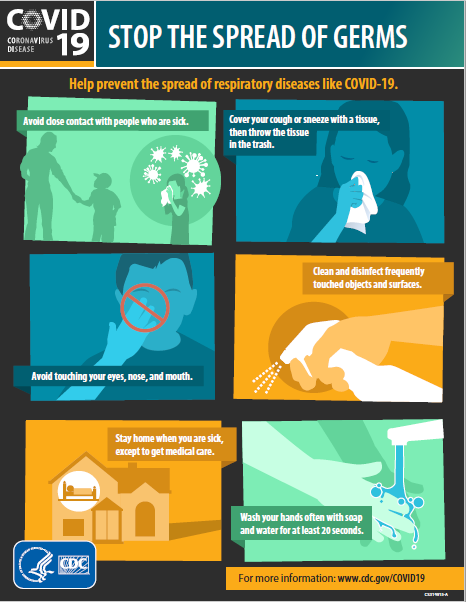 COVID
CORONAVIRUS
DISEASE
19
STOP THE SPREAD OF GERMS
Help prevent the spread of respiratory diseases like COVID-19.
Avoid close contact with people who are sick.
Cover your cough or sneeze with a tissue,
then throw the tissue
in the trash.
Avoid touching your eyes, nose, and mouth.
Clean and disinfect frequently
touched objects and surfaces.
Stay home when you are sick,
except to get medical care.
Wash your hands often with soap
and water for at least 20 seconds.
CDC
For more information: www.cdc.gov/COVID19